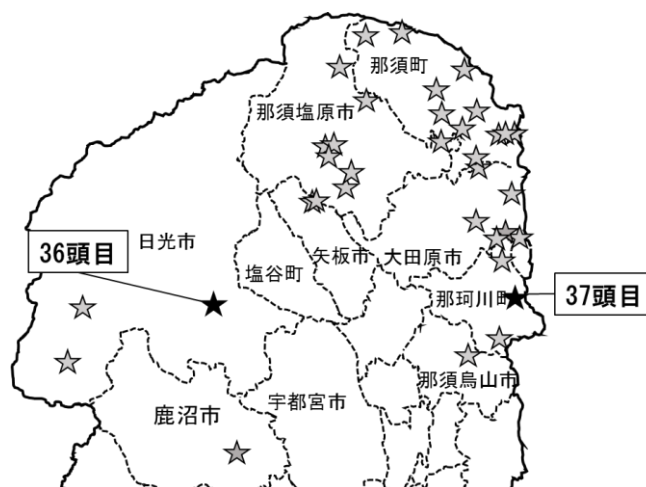 那須町
那須塩原市
日光市
36頭目
矢板市
大田原市
塩谷町
那珂川町
37頭目
那須烏山市
宇都宮市
鹿沼市